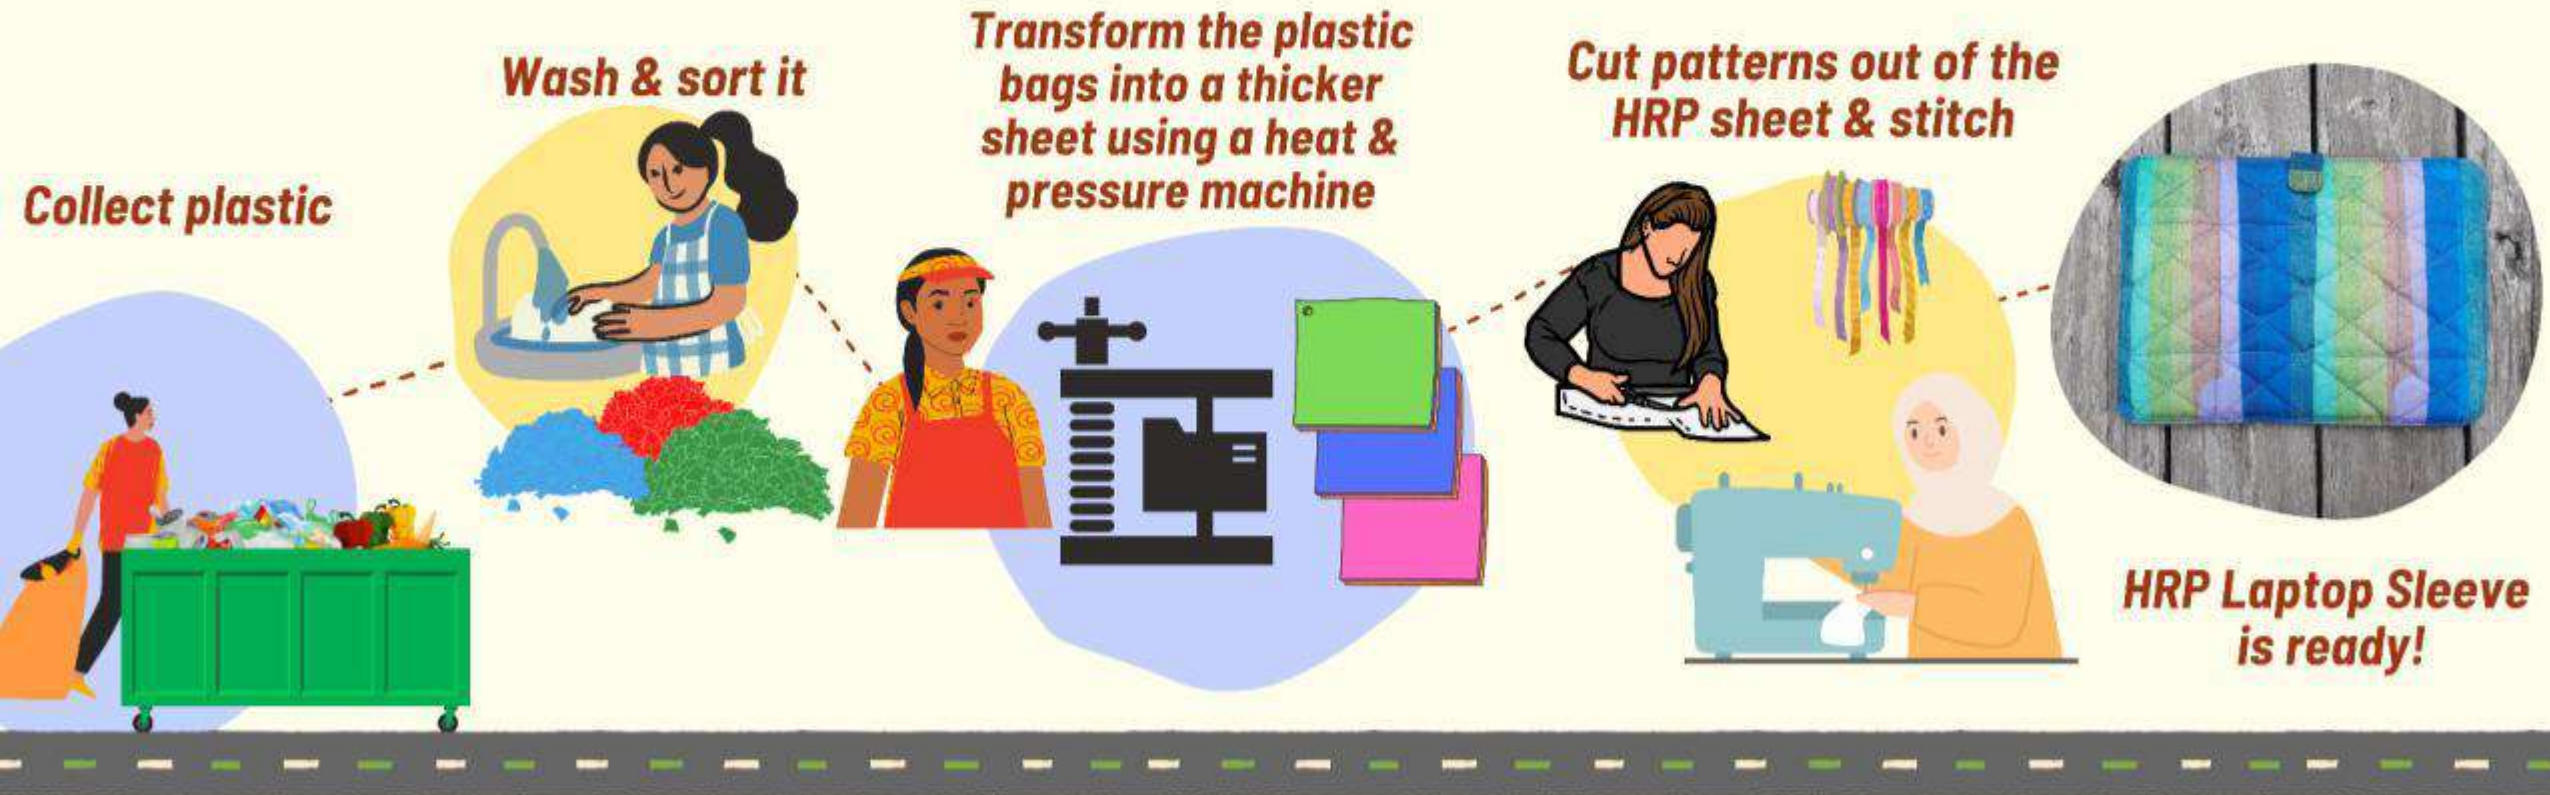 Collect plastic
Wash & sort it
Transform the plastic
bags into a thicker
sheet using a heat &
pressure machine
Cut patterns out of the
HRP sheet & stitch
HRP Laptop Sleeve
is ready!